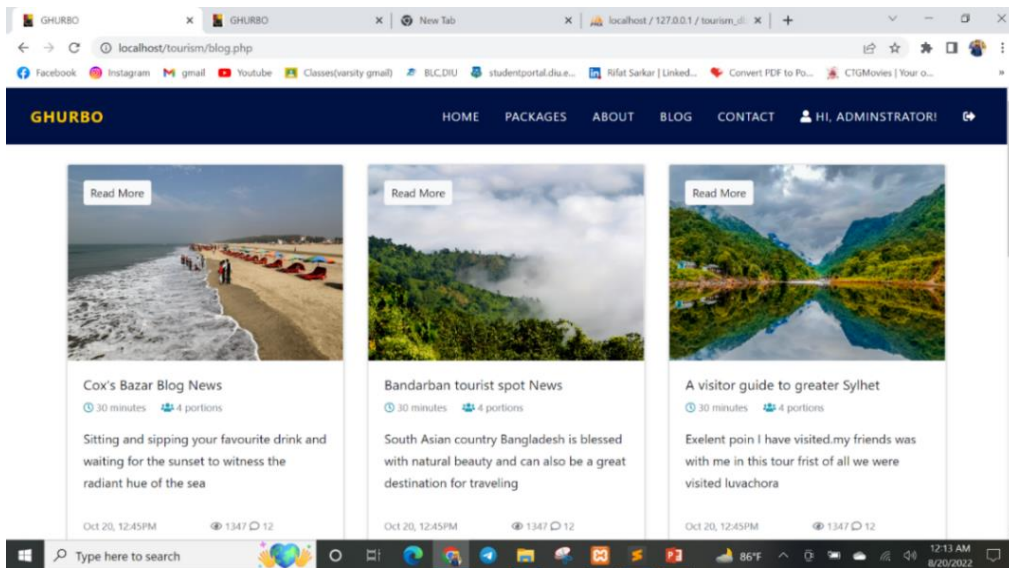 GHURBO
GHURBO
New Tab
localhost / 127.0.0.1 / tourism_d
localhost/tourism/blog.php
Facebook Instagram gmail Youtube Classes(varsity gmail) BLC,DIU studentportal.diu.e... Rifat Sarkar | Linked... Convert PDF to Po... CTGMovies | Your o...
GHURBO HOME PACKAGES ABOUT BLOG CONTACT HI, ADMINSTRATOR!
Read More
Cox's Bazar Blog News
30 minutes 4 portions
Sitting and sipping your favourite drink and
waiting for the sunset to witness the
radiant hue of the sea
Oct 20, 12:45PM 1347 12
Read More
Bandarban tourist spot News
30 minutes 4 portions
South Asian country Bangladesh is blessed
with natural beauty and can also be a great
destination for traveling
Oct 20, 12:45PM 1347 12
Read More
A visitor guide to greater Sylhet
30 minutes 4 portions
Exelent poin I have visited.my friends was
with me in this tour frist of all we were
visited luvachora
Oct 20, 12:45PM 1347 12
Type here to search
86°F
12:13 AM
8/20/2022